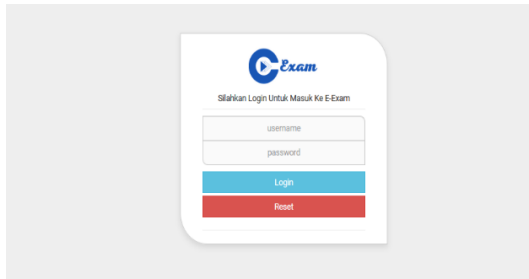 Exam
Silahkan Login Untuk Masuk Ke E-Exam
username
password
Login
Reset